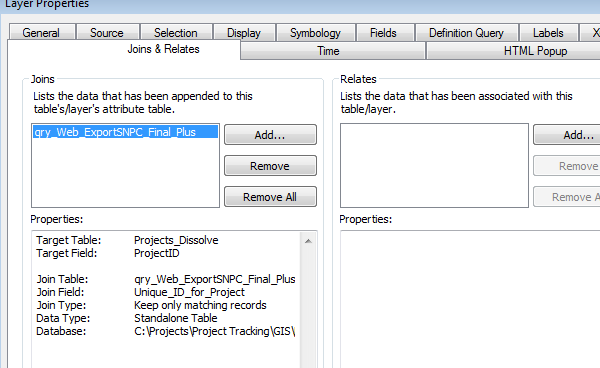 Layer Properties
General Source Selection Display Symbology Fields Definition Query Labels
Joins & Relates Time HTML Popup
Joins Relates
Lists the data that has been appended to this table's/layer's attribute table.
Lists the data that has been associated with this table/layer.
qry_Web_ExportSNPC_Final_Plus
Add... Add...
Remove Remove
Remove All Remove A
Properties: Properties:
Target Table: Projects_Dissolve
Target Field: ProjectID
Join Table: qry_Web_ExportSNPC_Final_Plus
Join Field: Unique_ID_for_Project
Join Type: Keep only matching records
Data Type: Standalone Table
Database: C:\Projects\Project Tracking\GIS\